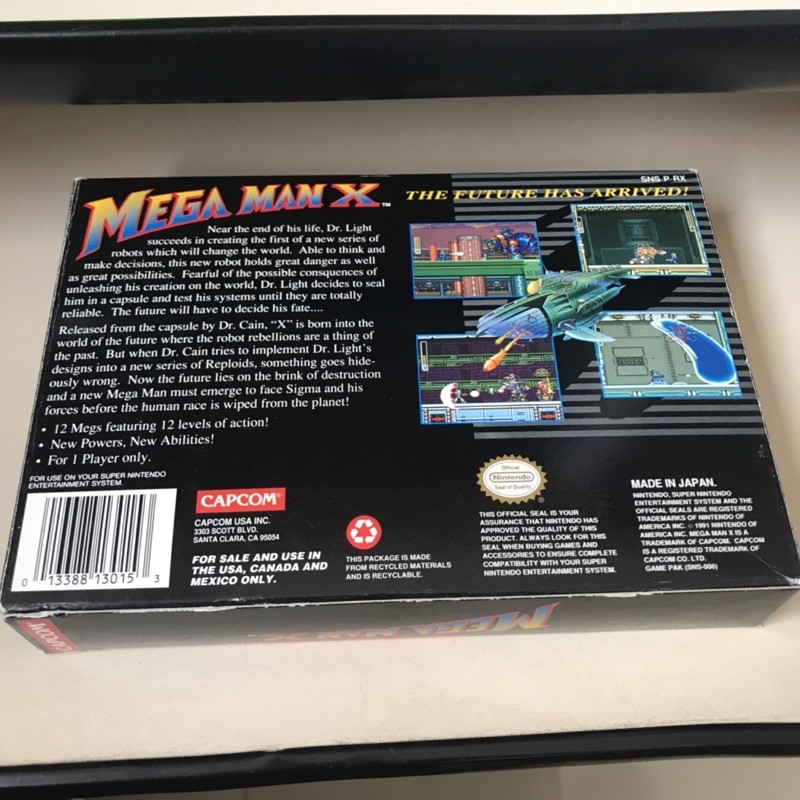 SNS P RX
MEGA MAN X™
THE FUTURE HAS ARRIVED!
Near the end of his life, Dr. Light
succeeds in creating the first of a new series of
robots which will change the world. Able to think and
make decisions, this new robot holds great danger as well
as great possibilities. Fearful of the possible consquences of
unleashing his creation on the world, Dr. Light decides to seal
him in a capsule and test his systems until they are totally
reliable. The future will have to decide his fate....
Released from the capsule by Dr. Cain, "X" is born into the
world of the future where the robot rebellions are a thing of
the past. But when Dr. Cain tries to implement Dr. Light's
designs into a new series of Reploids, something goes hide-
ously wrong. Now the future lies on the brink of destruction
and a new Mega Man must emerge to face Sigma and his
forces before the human race is wiped from the planet!
• 12 Megs featuring 12 levels of action!
• New Powers, New Abilities!
• For 1 Player only.
FOR USE ON YOUR SUPER NINTENDO
ENTERTAINMENT SYSTEM.
0 13388 13015 3
CAPCOM
CAPCOM USA INC.
3303 SCOTT BLVD.
SANTA CLARA, CA 95054
FOR SALE AND USE IN
THE USA, CANADA AND
MEXICO ONLY.
THIS PACKAGE IS MADE
FROM RECYCLED MATERIALS
AND IS RECYCLABLE.
Official
Nintendo
Seal of Quality
THIS OFFICIAL SEAL IS YOUR
ASSURANCE THAT NINTENDO HAS
APPROVED THE QUALITY OF THIS
PRODUCT. ALWAYS LOOK FOR THIS
SEAL WHEN BUYING GAMES AND
ACCESSORIES TO ENSURE COMPLETE
COMPATIBILITY WITH YOUR SUPER
NINTENDO ENTERTAINMENT SYSTEM.
MADE IN JAPAN.
NINTENDO, SUPER NINTENDO
ENTERTAINMENT SYSTEM AND THE
OFFICIAL SEALS ARE REGISTERED
TRADEMARKS OF NINTENDO OF
AMERICA INC. © 1991 NINTENDO OF
AMERICA INC. MEGA MAN X IS A
TRADEMARK OF CAPCOM. CAPCOM
IS A REGISTERED TRADEMARK OF
CAPCOM CO. LTD.
GAME PAK (SNS-006)
CAPCOM
MEGA MAN X™
MEGA MAN X